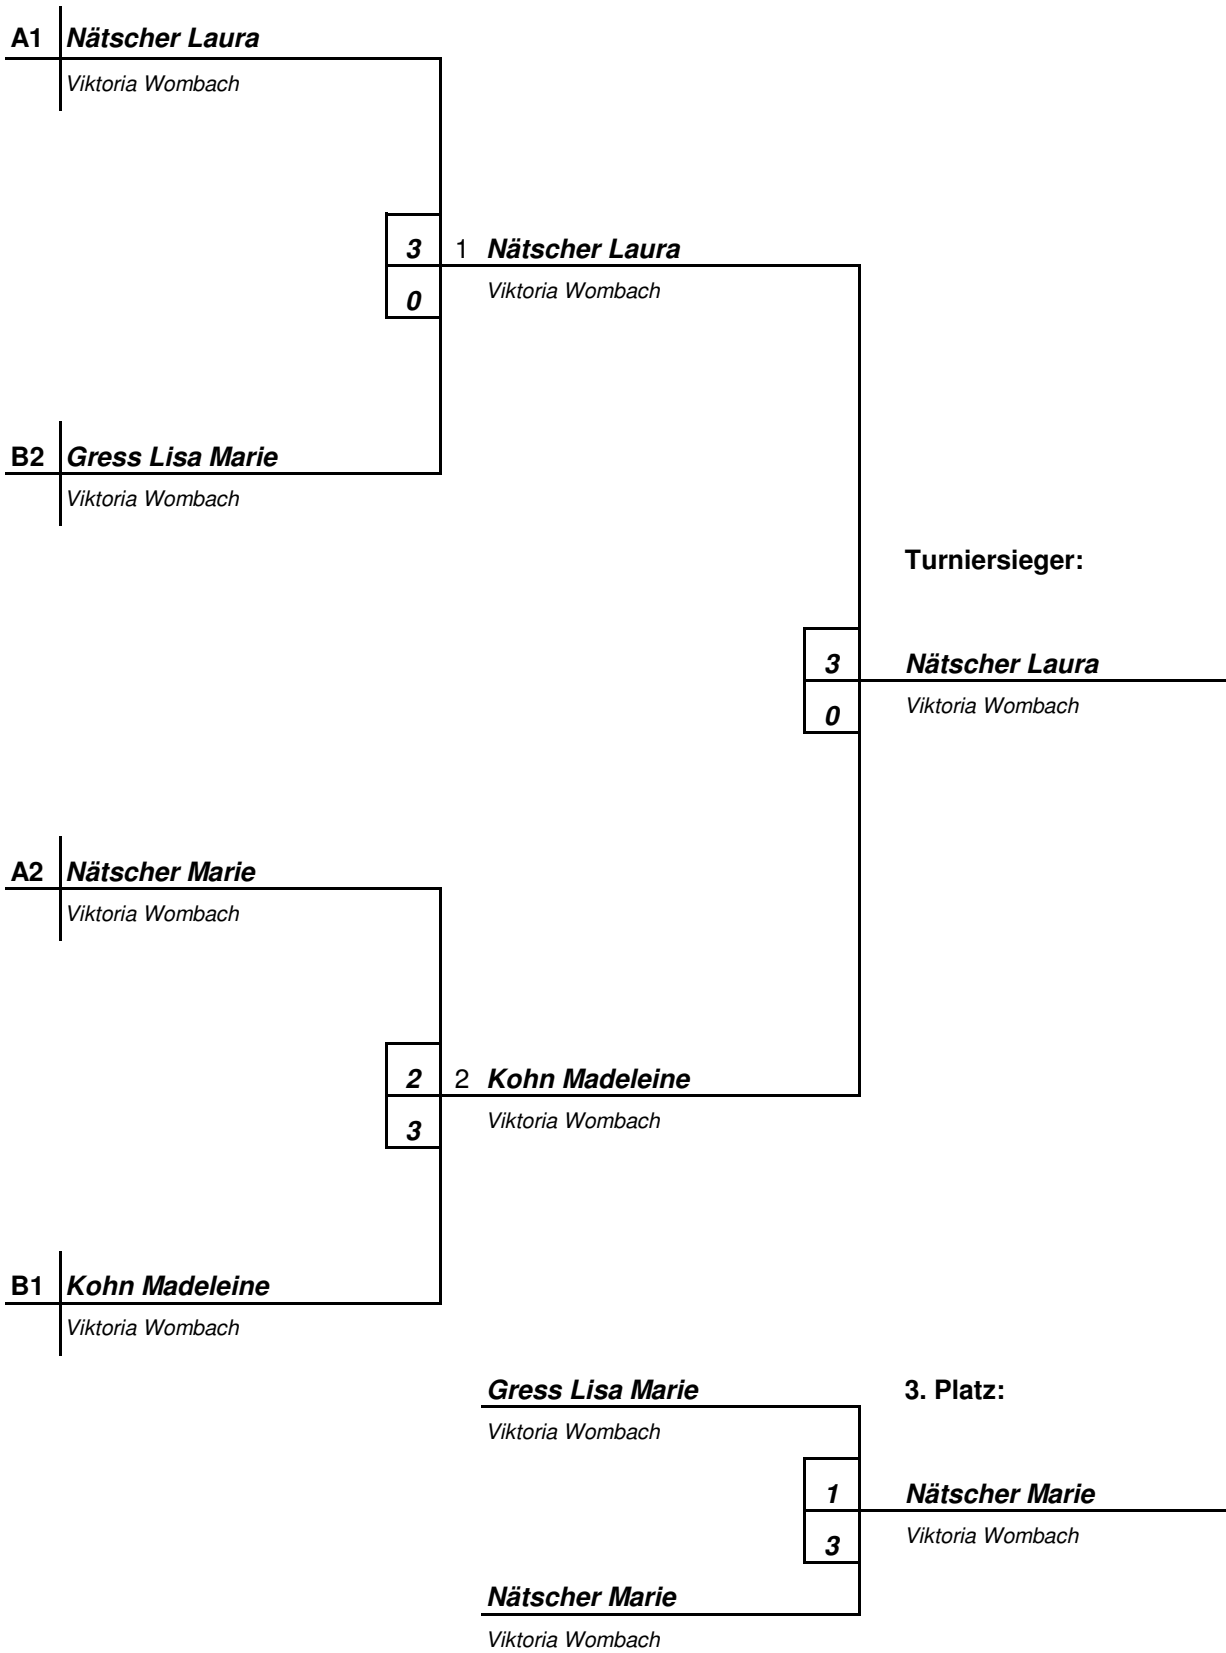 A1 Nätscher Laura
Viktoria Wombach
3 1 Nätscher Laura
0 Viktoria Wombach
B2 Gress Lisa Marie
Viktoria Wombach
Turniersieger:
3 Nätscher Laura
0 Viktoria Wombach
A2 Nätscher Marie
Viktoria Wombach
2 2 Kohn Madeleine
3 Viktoria Wombach
B1 Kohn Madeleine
Viktoria Wombach
Gress Lisa Marie 3. Platz:
Viktoria Wombach
1 Nätscher Marie
3 Viktoria Wombach
Nätscher Marie
Viktoria Wombach